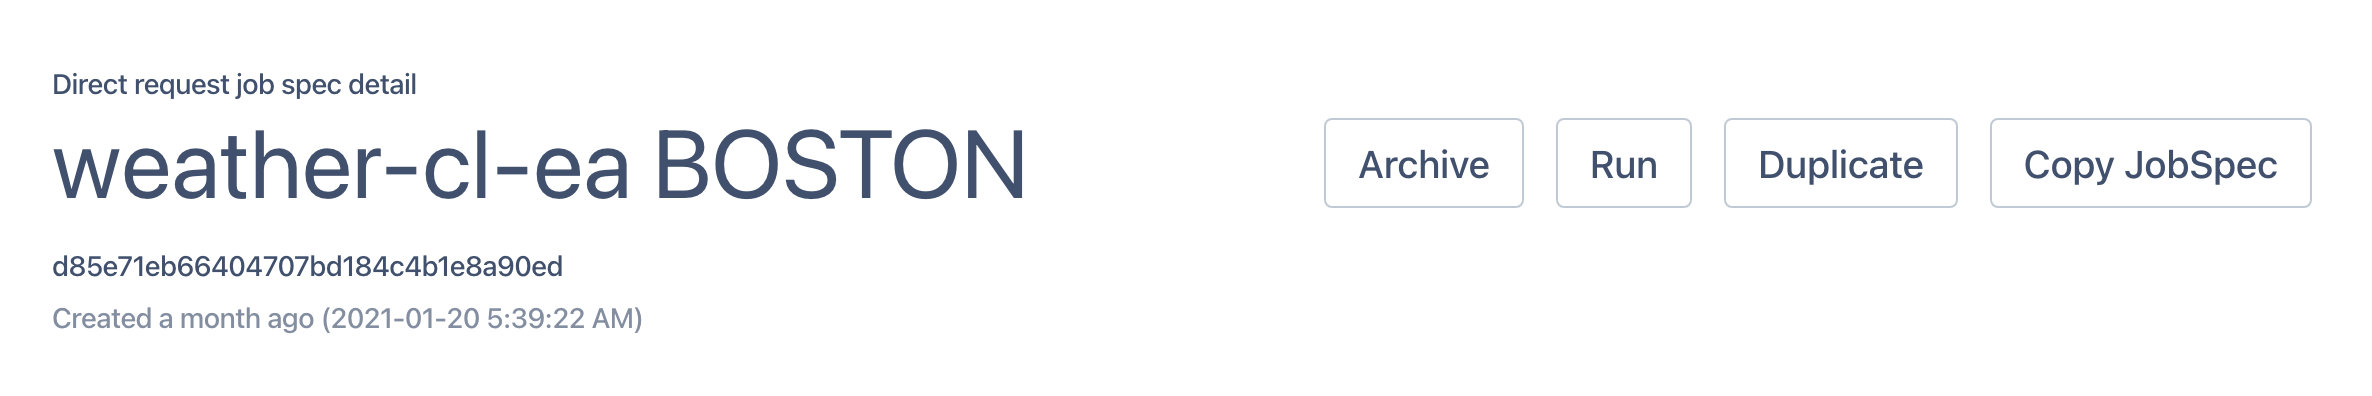 Direct request job spec detail
weather-cl-ea BOSTON
Archive
Run
Duplicate
Copy JobSpec
d85e71eb66404707bd184c4b1e8a90ed
Created a month ago (2021-01-20 5:39:22 AM)